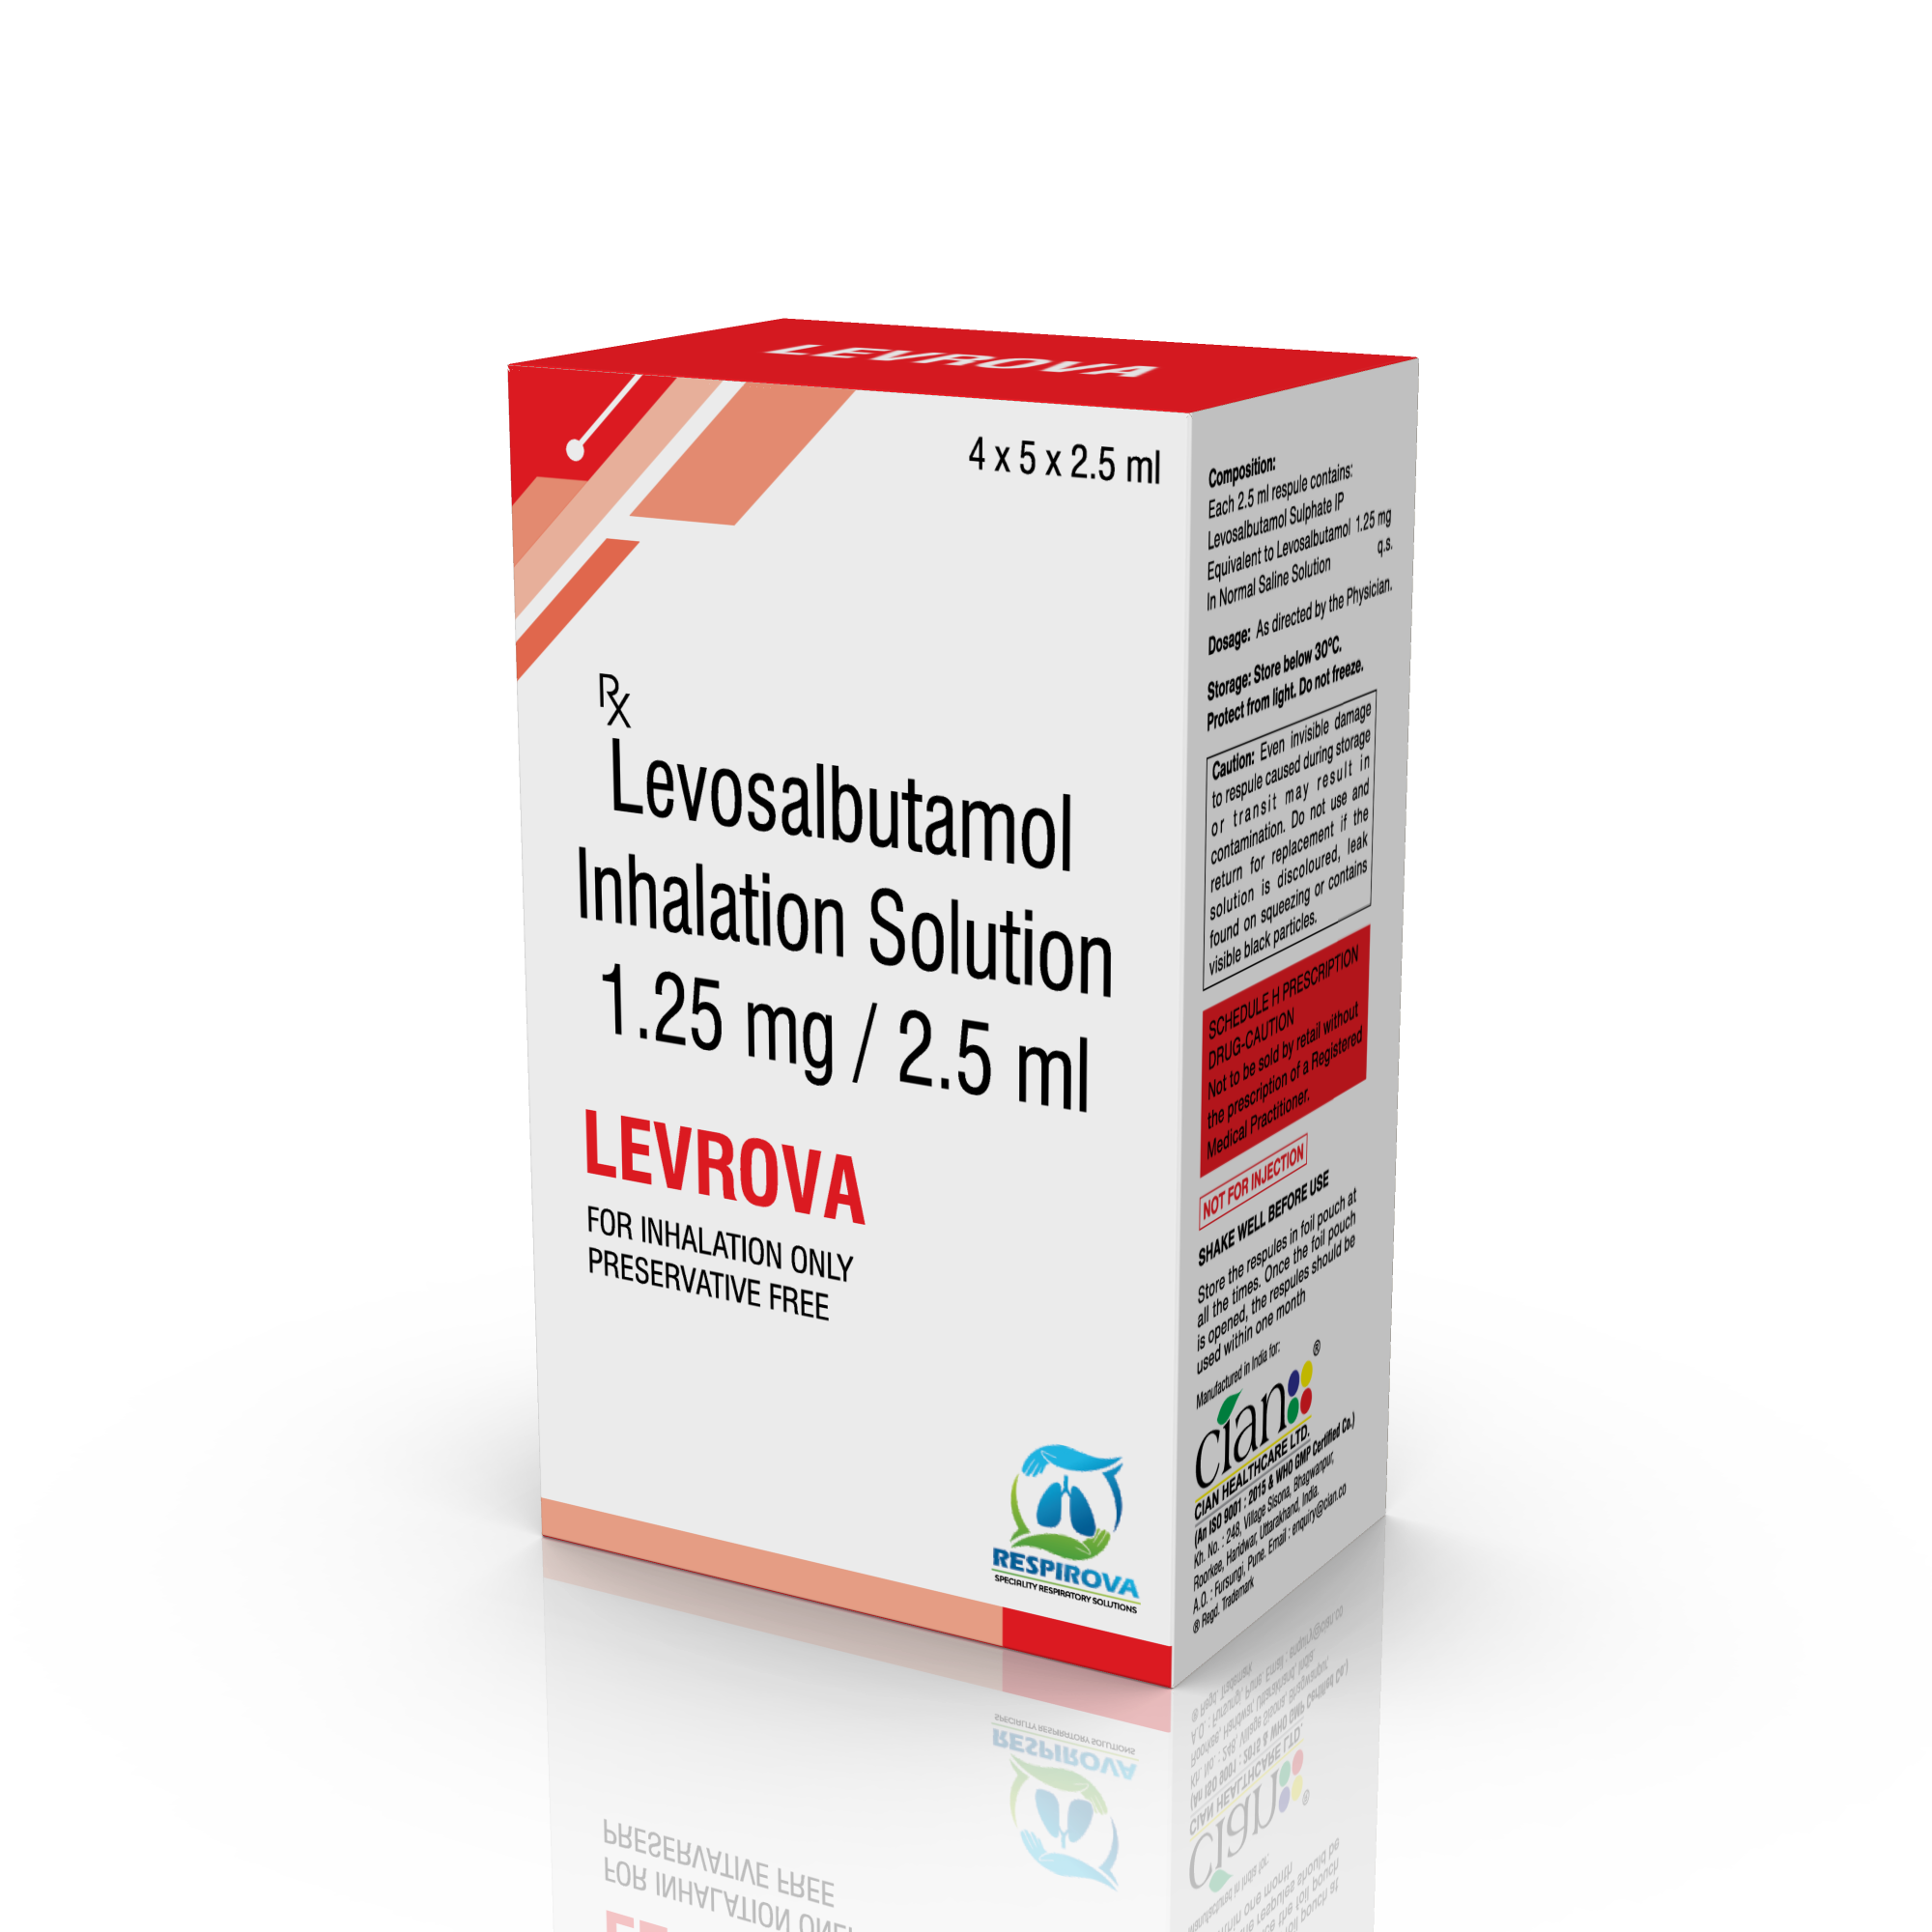 LEVROVA
4 x 5 x 2.5 ml
Rx
Levosalbutamol
Inhalation Solution
1.25 mg / 2.5 ml
LEVROVA
FOR INHALATION ONLY
PRESERVATIVE FREE
RESPIROVA
SPECIALITY RESPIRATORY SOLUTIONS
Composition:
Each 2.5 ml respule contains:
Levosalbutamol Sulphate IP
Equivalent to Levosalbutamol 1.25 mg
In Normal Saline Solution q.s.
Dosage: As directed by the Physician.
Storage: Store below 30°C.
Protect from light. Do not freeze.
Caution: Even invisible damage
to respule caused during storage
or transit may result in
contamination. Do not use and
return for replacement if the
solution is discoloured, leak
found on squeezing or contains
visible black particles.
SCHEDULE H PRESCRIPTION
DRUG-CAUTION
Not to be sold by retail without
the prescription of a Registered
Medical Practitioner.
NOT FOR INJECTION
SHAKE WELL BEFORE USE
Store the respules in foil pouch at
all the times. Once the foil pouch
is opened, the respules should be
used within one month
Manufactured in India for:
cian ®
CIAN HEALTHCARE LTD.
(An ISO 9001 : 2015 & WHO GMP Certified Co.)
Kh. No. : 248, Village Sisona, Bhagwanpur,
Roorkee, Haridwar, Uttarakhand, India.
A.O. : Fursungi, Pune. Email : enquiry@cian.co
® Regd. Trademark